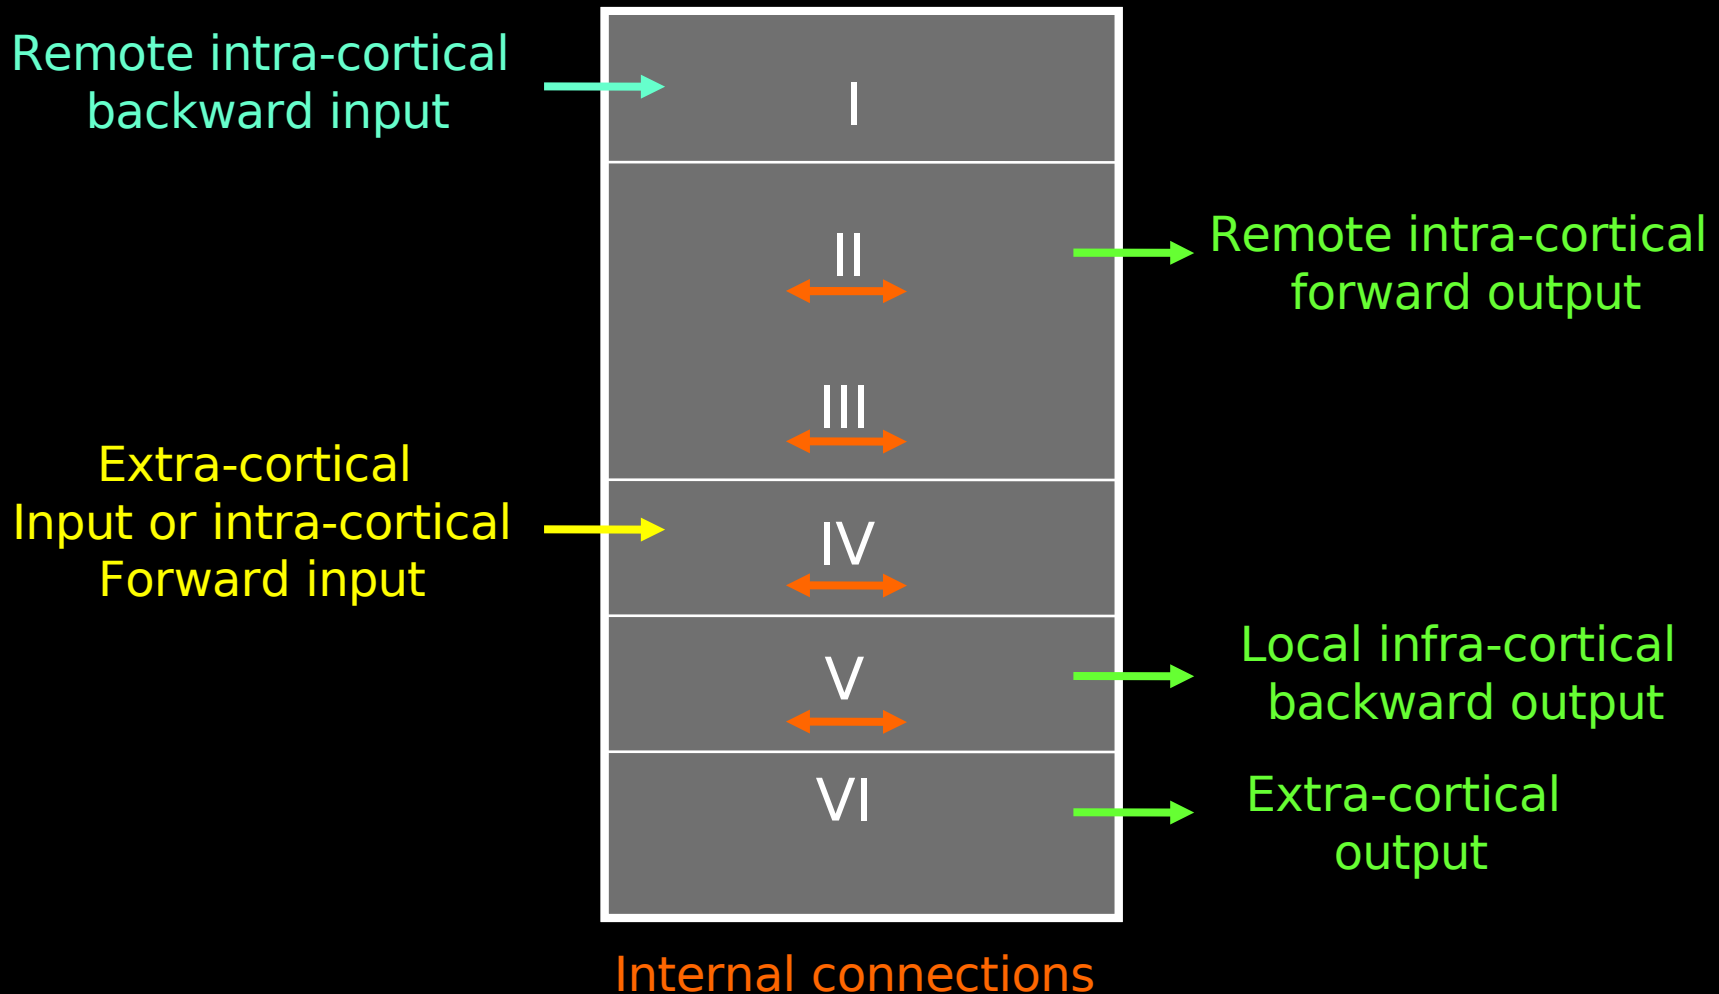 Remote intra-cortical
backward input
I
II
Remote intra-cortical
forward output
III
Extra-cortical
Input or intra-cortical
Forward input
IV
Local infra-cortical
backward output
V
VI
Extra-cortical
output
Internal connections